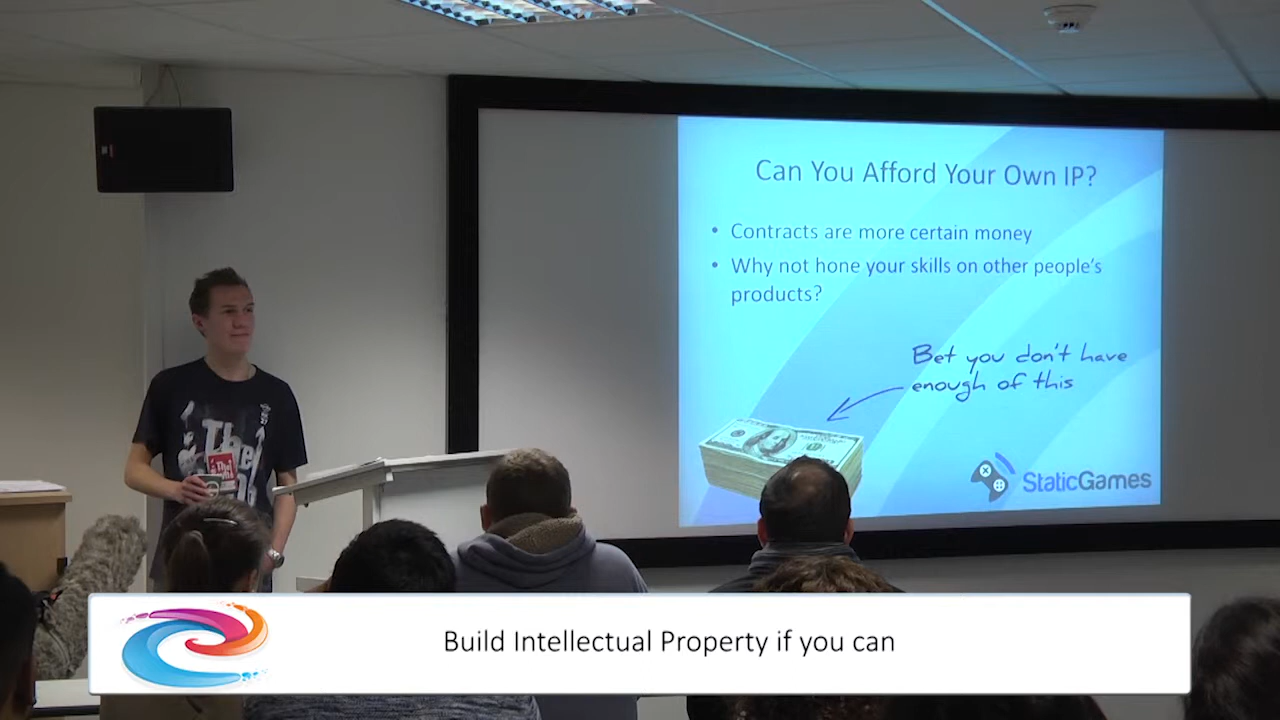 Can You Afford Your Own IP?
• Contracts are more certain money
• Why not hone your skills on other people's
products?
Bet you don't have
enough of this
StaticGames
The
Build Intellectual Property if you can